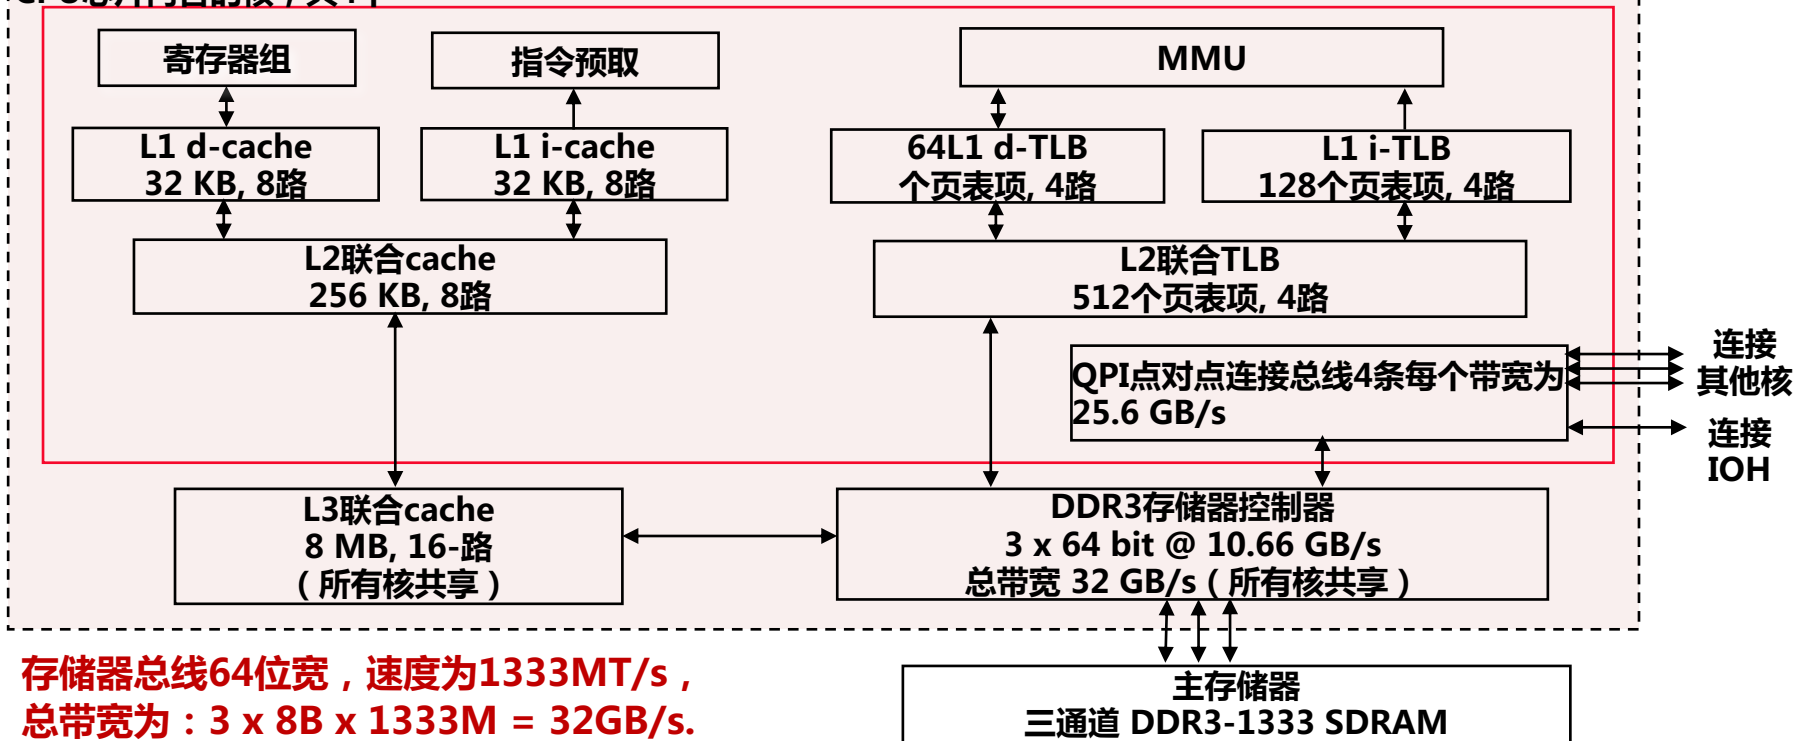 寄存器组
指令预取
MMU
L1 d-cache
32 KB, 8路
L1 i-cache
32 KB, 8路
64L1 d-TLB
个页表项, 4路
L1 i-TLB
128个页表项, 4路
L2联合cache
256 KB, 8路
L2联合TLB
512个页表项, 4路
QPI点对点连接总线4条每个带宽为
25.6 GB/s
连接
其他核
连接
IOH
L3联合cache
8 MB, 16-路
（所有核共享）
DDR3存储器控制器
3 x 64 bit @ 10.66 GB/s
总带宽 32 GB/s（所有核共享）
存储器总线64位宽，速度为1333MT/s，
总带宽为：3 x 8B x 1333M = 32GB/s.
主存储器
三通道 DDR3-1333 SDRAM